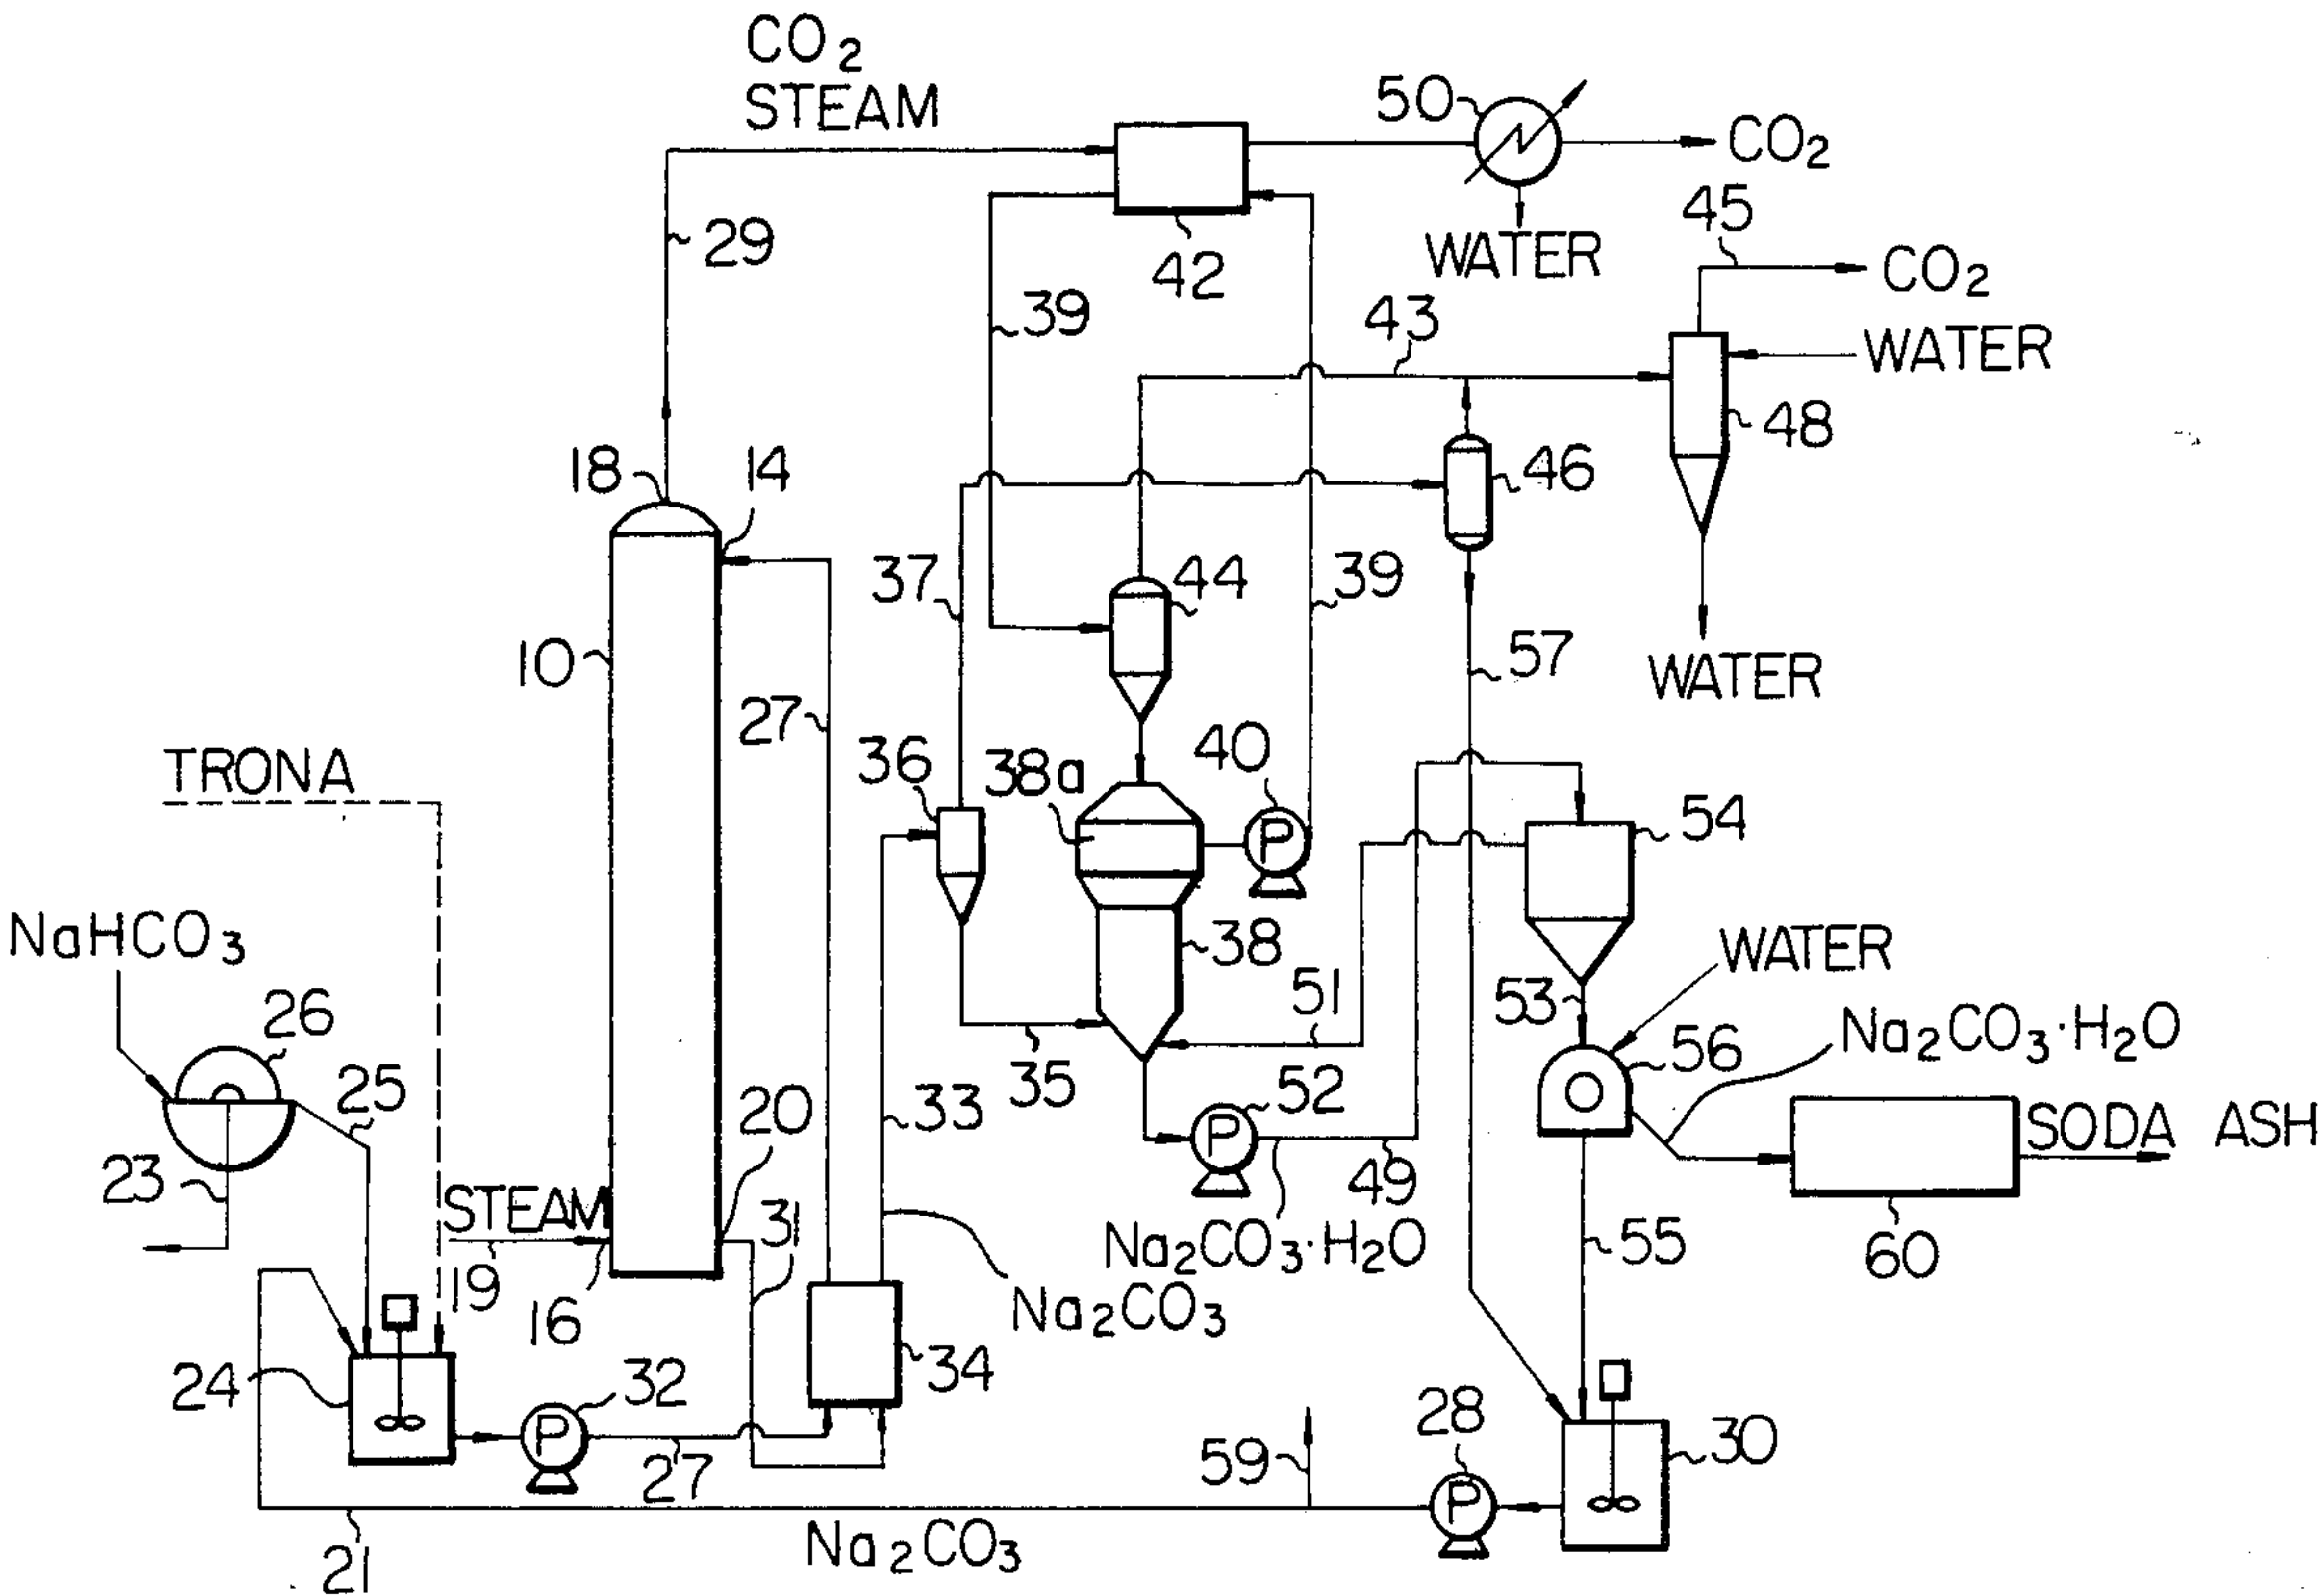 CO₂
STEAM
50
CO₂
45
29
42
WATER
CO₂
39
43
WATER
48
18
14
46
37
44
39
10
57
WATER
27
TRONA
36
38a
40
54
NaHCO₃
38
WATER
26
51
53
Na₂CO₃·H₂O
25
35
33
20
P
52
56
SODA ASH
23
STEAM
31
49
19
16
Na₂CO₃·H₂O
55
60
Na₂CO₃
24
32
34
28
30
P
27
59
P
21
Na₂CO₃
P